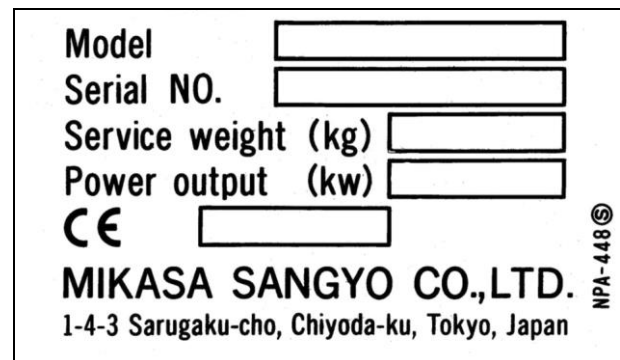 Model
Serial NO.
Service weight (kg)
Power output (kw)
CE
MIKASA SANGYO CO.,LTD.
1-4-3 Sarugaku-cho, Chiyoda-ku, Tokyo, Japan
NPA-448Ⓢ